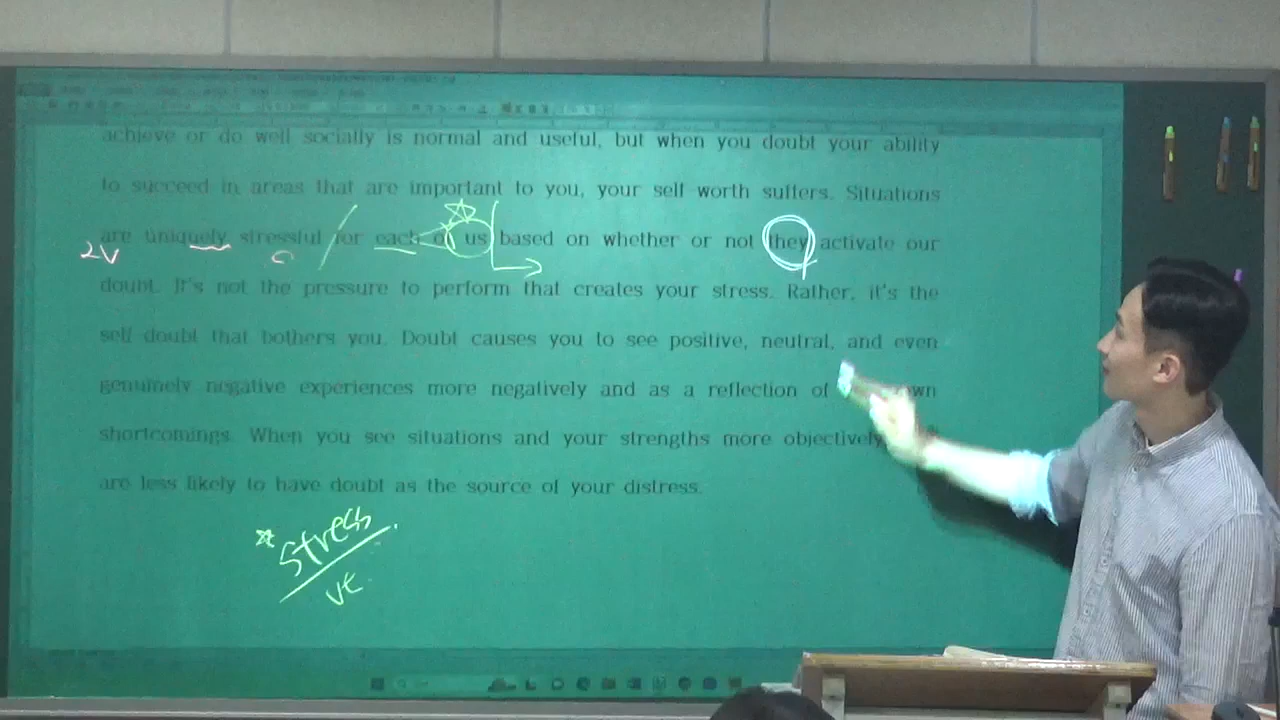 achieve or do well socially is normal and useful, but when you doubt your ability
to succeed in areas that are important to you, your self worth suffers. Situations
are uniquely stressful for each of us based on whether or not they activate our
2V
doubt. It's not the pressure to perform that creates your stress. Rather, it's the
self doubt that bothers you. Doubt causes you to see positive, neutral, and even
genuinely negative experiences more negatively and as a reflection of own
shortcomings. When you see situations and your strengths more objectively
are less likely to have doubt as the source of your distress.
*stress
vt.